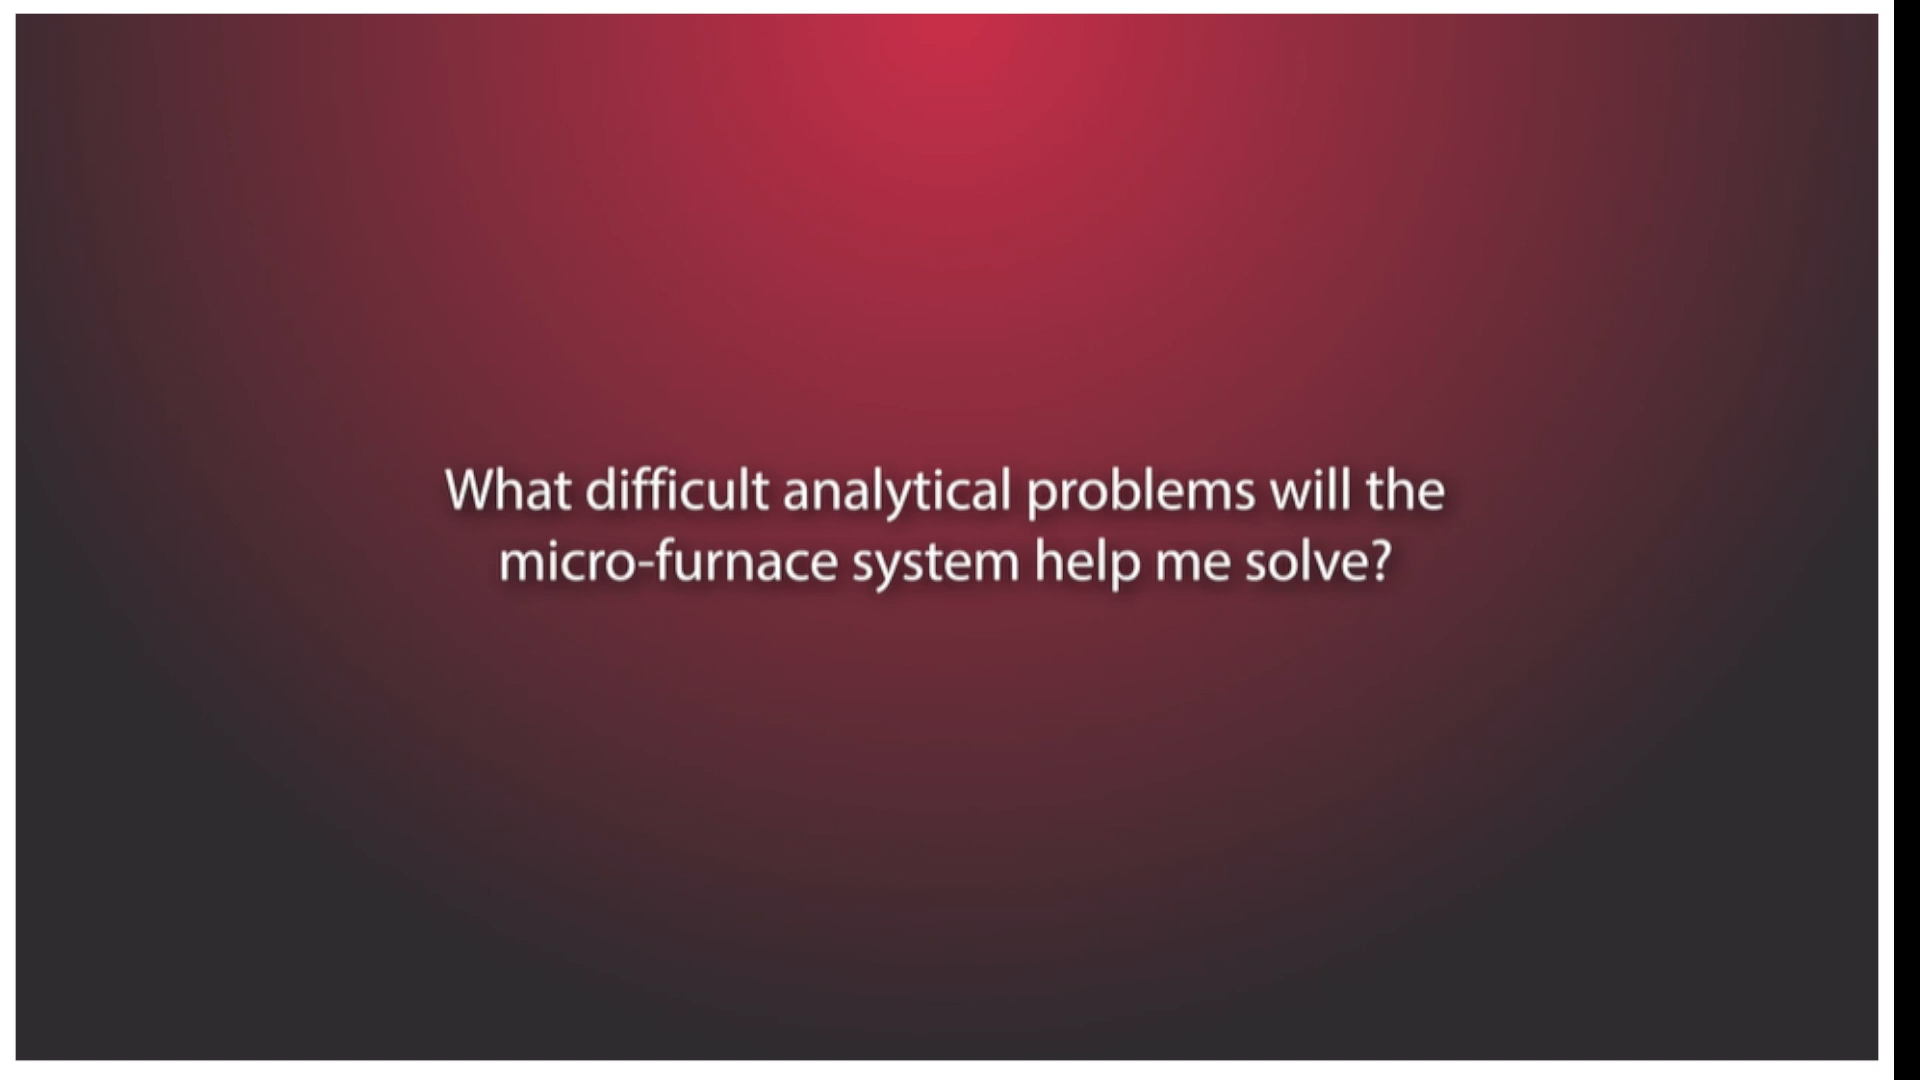 What difficult analytical problems will the
micro-furnace system help me solve?